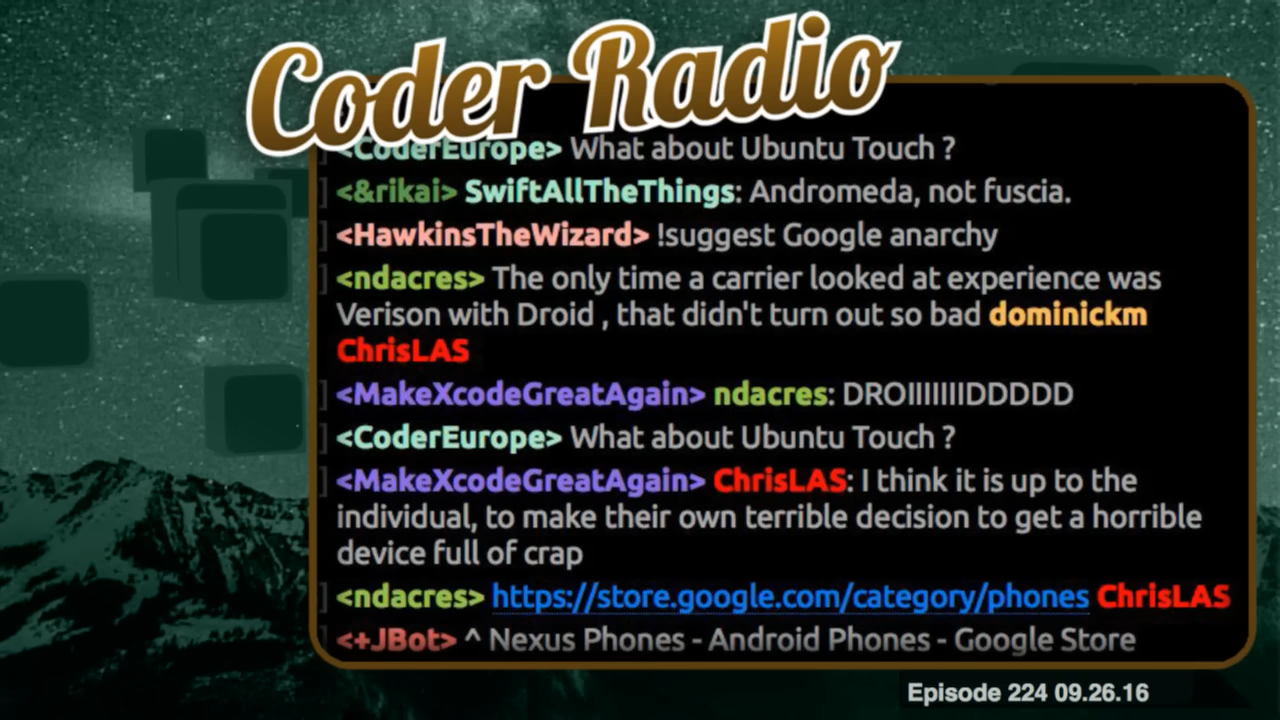 Coder Radio
] <CoderEurope> What about Ubuntu Touch ?
] <&rikai> SwiftAllTheThings: Andromeda, not fuscia.
] <HawkinsTheWizard> !suggest Google anarchy
] <ndacres> The only time a carrier looked at experience was
Verison with Droid , that didn't turn out so bad dominickm
ChrisLAS
] <MakeXcodeGreatAgain> ndacres: DROIIIIIIIDDDDD
] <CoderEurope> What about Ubuntu Touch ?
] <MakeXcodeGreatAgain> ChrisLAS: I think it is up to the
individual, to make their own terrible decision to get a horrible
device full of crap
] <ndacres> https://store.google.com/category/phones ChrisLAS
] <+JBot> ^ Nexus Phones - Android Phones - Google Store
Episode 224 09.26.16